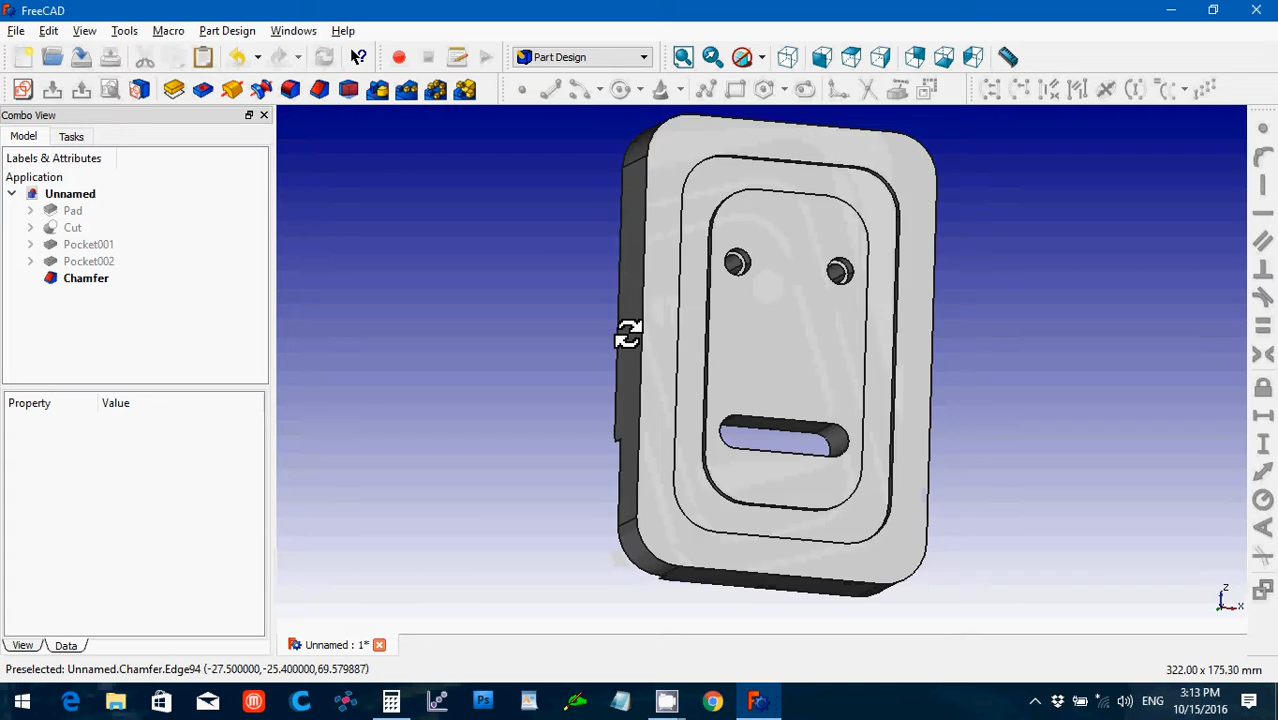 FreeCAD
File Edit View Tools Macro Part Design Windows Help
Part Design
Combo View
Model Tasks
Labels & Attributes
Application
Unnamed
Pad
Cut
Pocket001
Pocket002
Chamfer
Property Value
View Data
Unnamed : 1*
Preselected: Unnamed.Chamfer.Edge94 (-27.500000,-25.400000,69.579887)
322.00 x 175.30 mm
Z
X
Ps
ENG
3:13 PM
10/15/2016